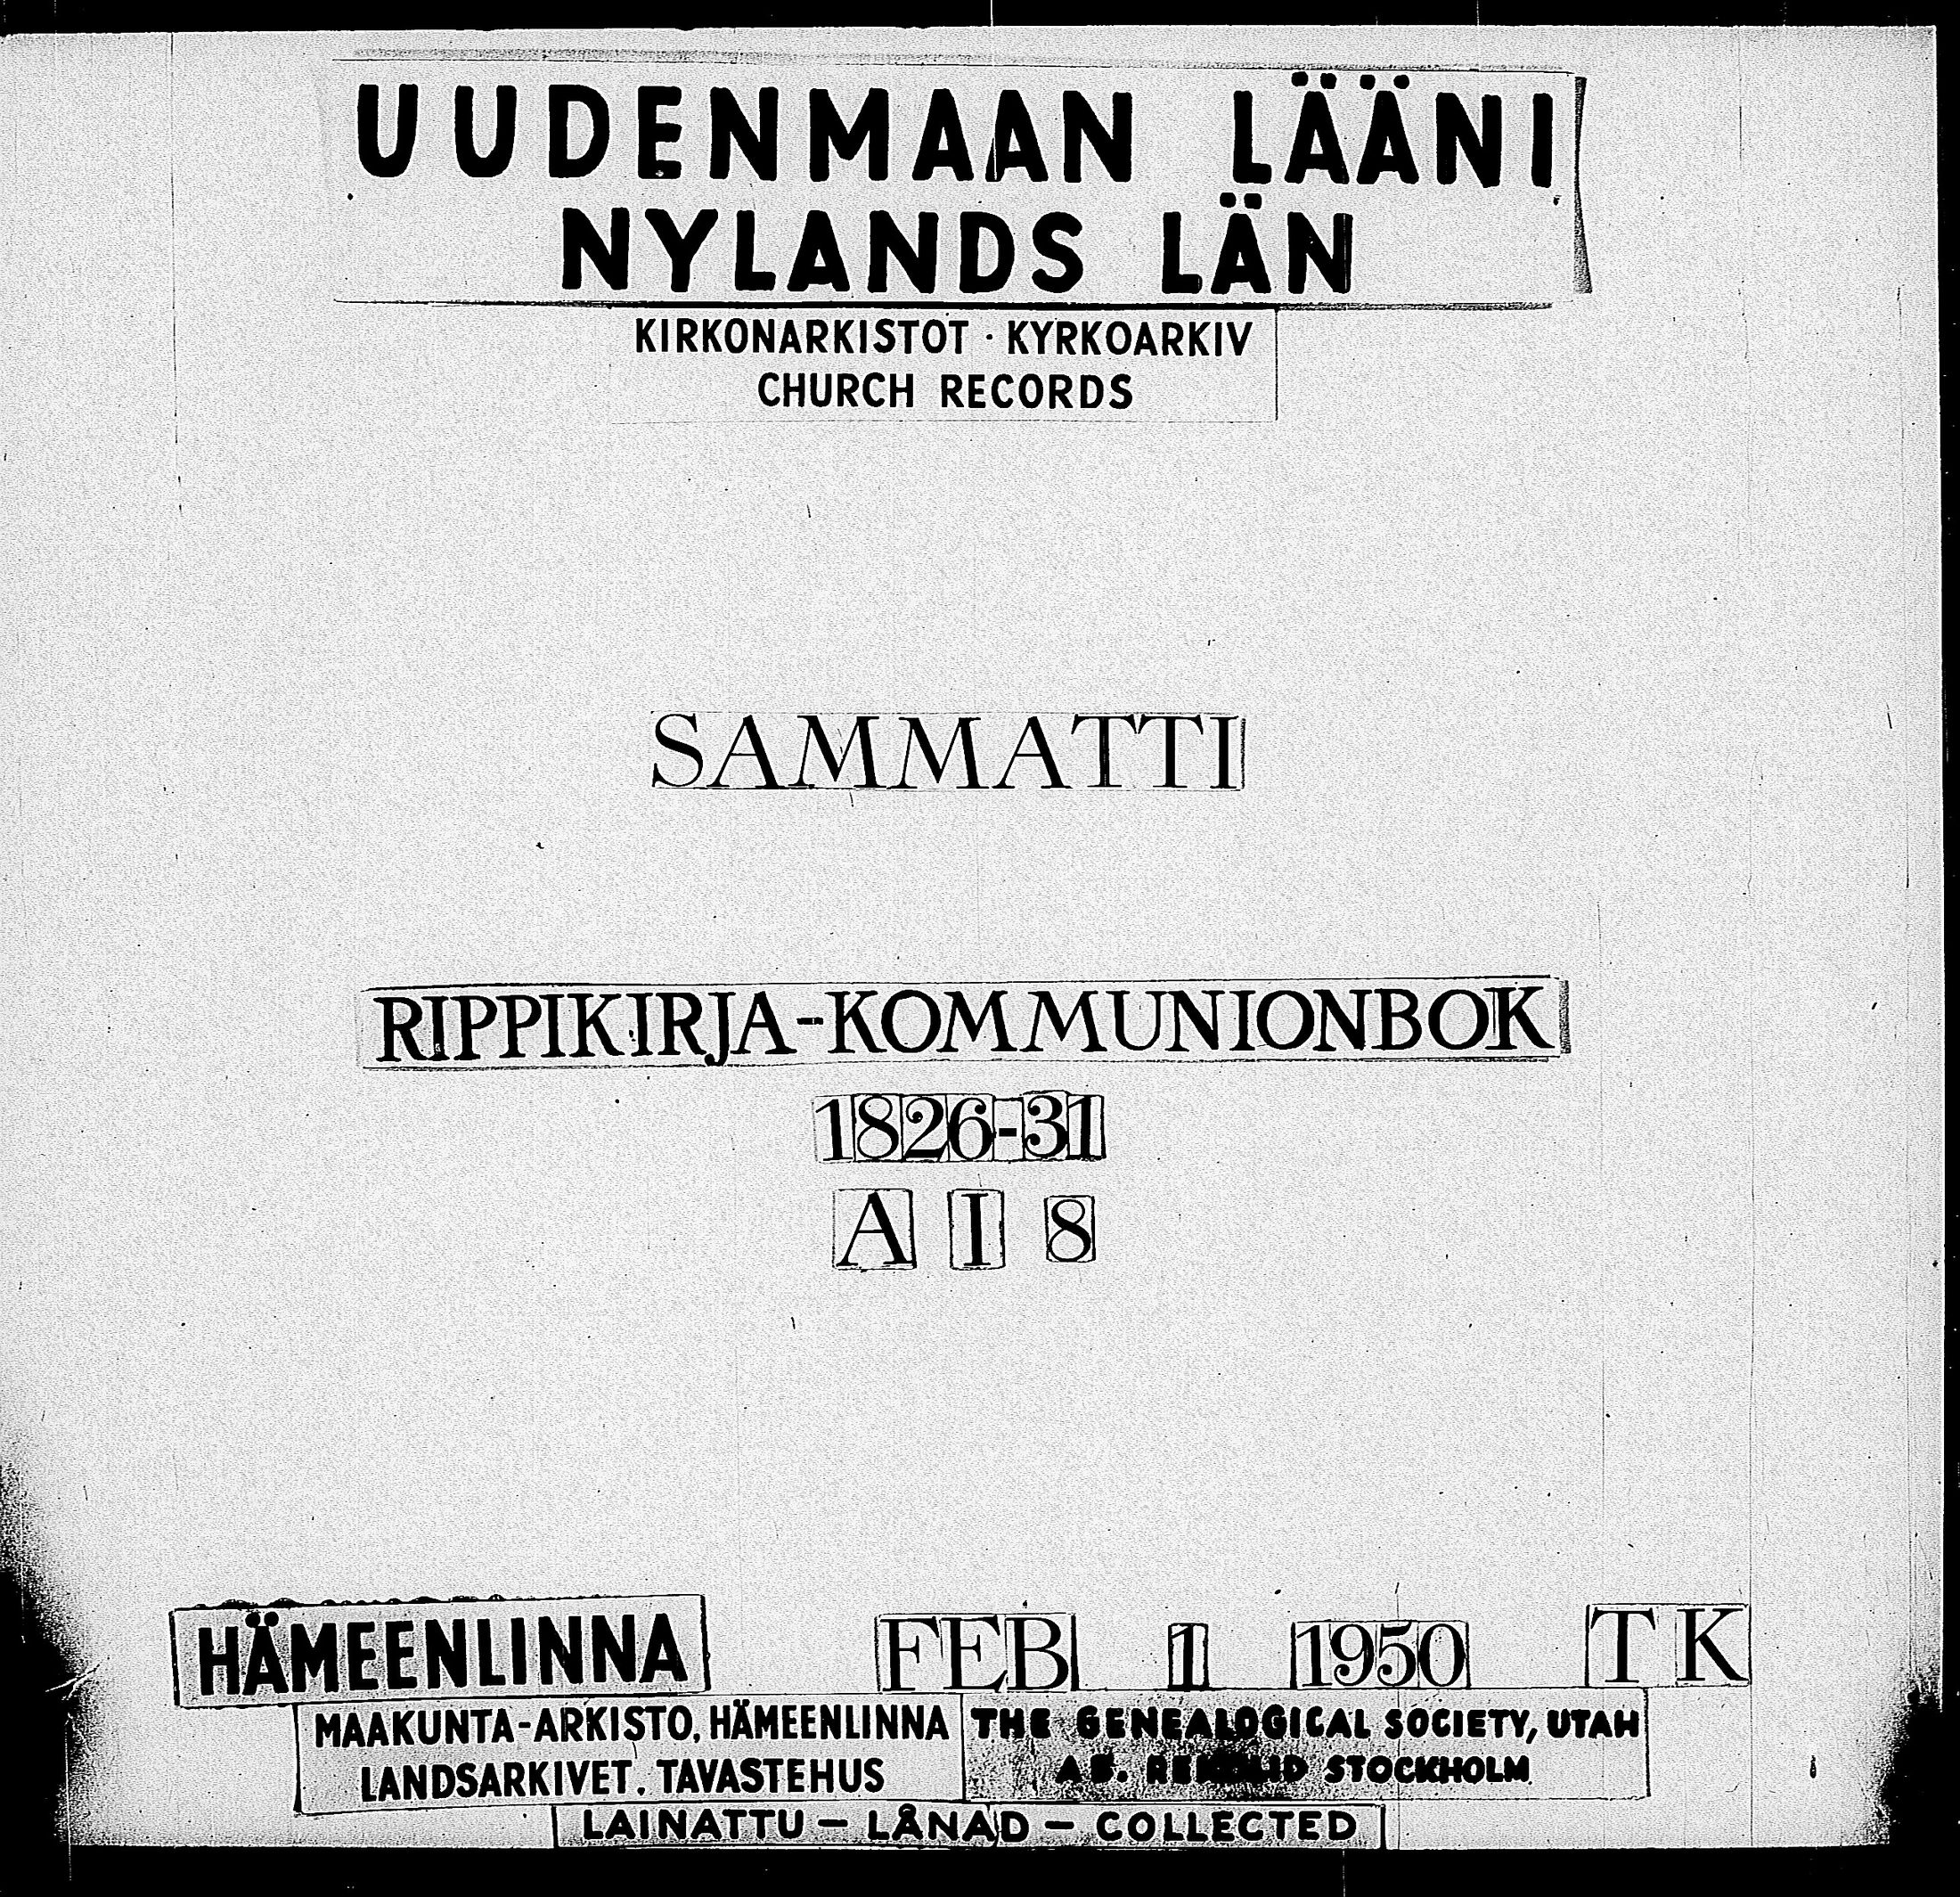 UUDENMAAN LÄÄNI
NYLANDS LÄN
KIRKONARKISTOT · KYRKOARKIV
CHURCH RECORDS
SAMMATTI
RIPPIKIRJA-KOMMUNIONBOK
1826-31
A I 8
HÄMEENLINNA FEB 1 1950 T K
MAAKUNTA-ARKISTO, HÄMEENLINNA
LANDSARKIVET. TAVASTEHUS
THE GENEALOGICAL SOCIETY, UTAH
AB. STOCKHOLM
LAINATTU — LÅNAD — COLLECTED